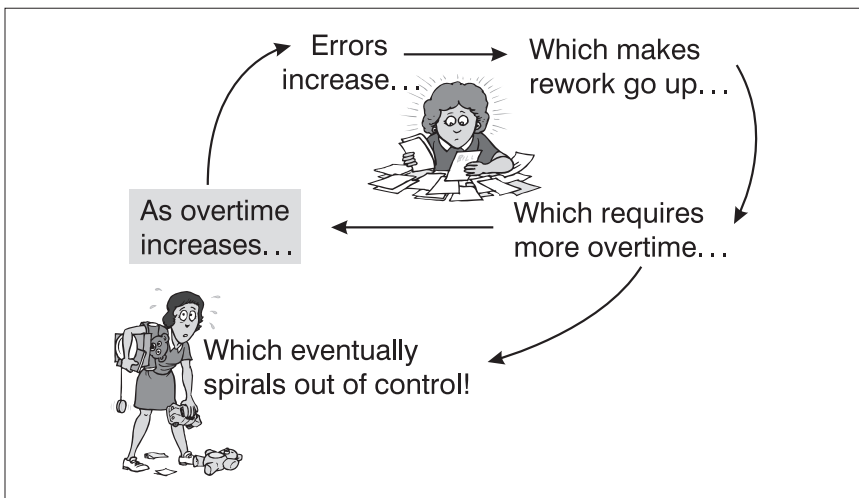 Errors
increase...
Which makes
rework go up...
Which requires
more overtime...
As overtime
increases...
Which eventually
spirals out of control!